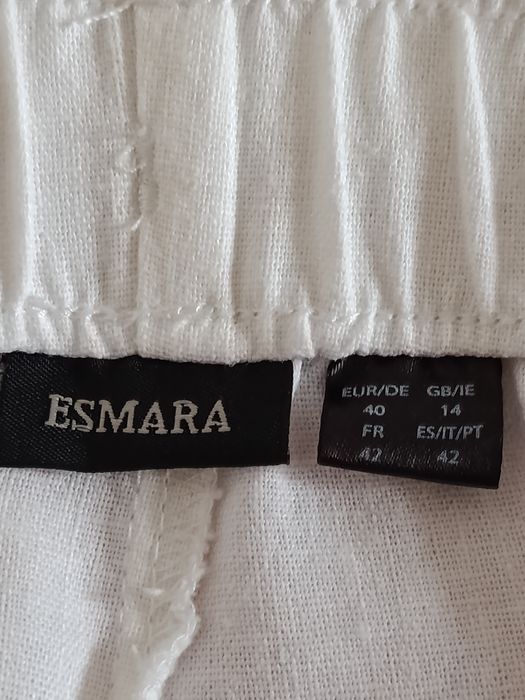 ESMARA
EUR/DE GB/IE
40 14
FR ES/IT/PT
42 42